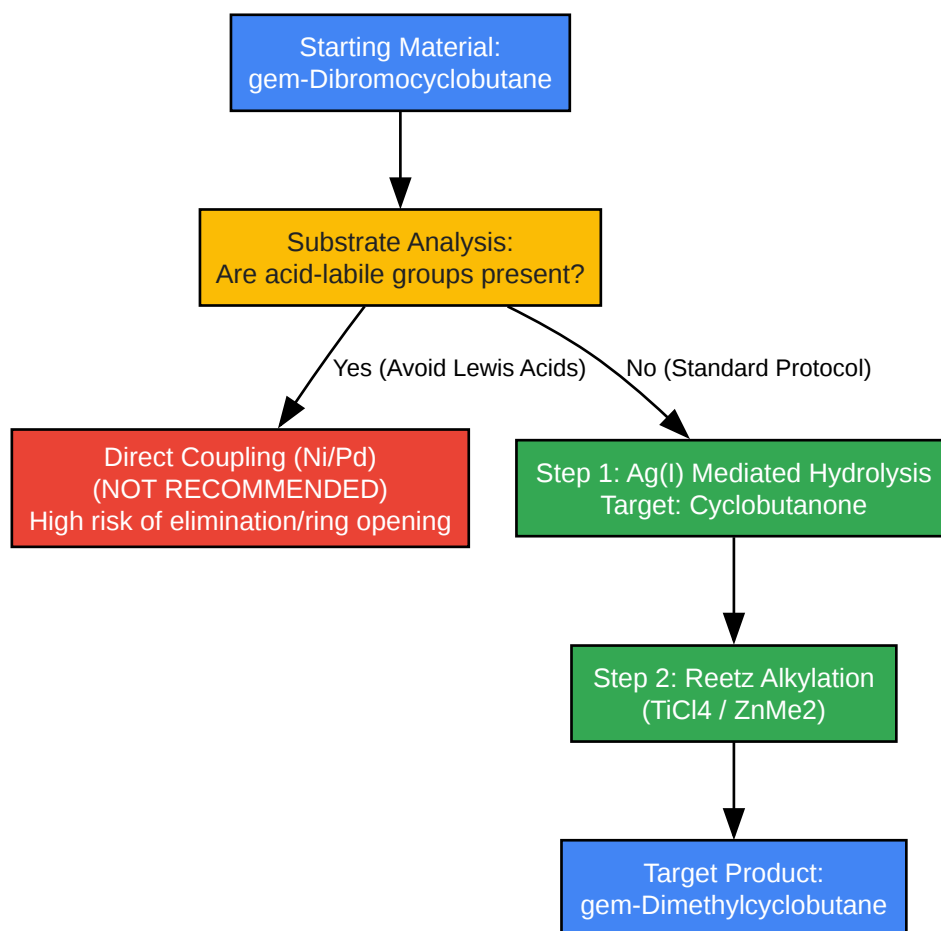 Starting Material:
gem-Dibromocyclobutane
Substrate Analysis:
Are acid-labile groups present?
Yes (Avoid Lewis Acids)
No (Standard Protocol)
Direct Coupling (Ni/Pd)
(NOT RECOMMENDED)
High risk of elimination/ring opening
Step 1: Ag(I) Mediated Hydrolysis
Target: Cyclobutanone
Step 2: Reetz Alkylation
(TiCl4 / ZnMe2)
Target Product:
gem-Dimethylcyclobutane